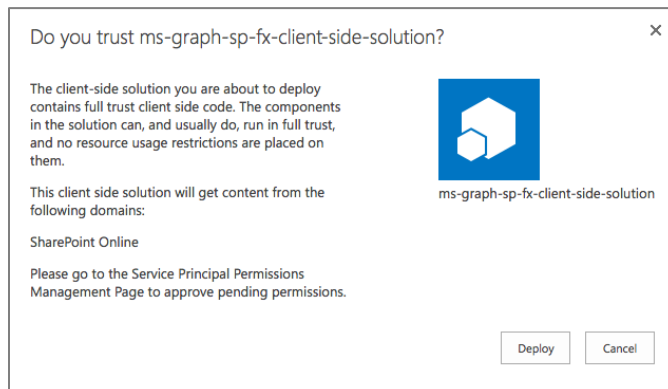 Do you trust ms-graph-sp-fx-client-side-solution?
The client-side solution you are about to deploy
contains full trust client side code. The components
in the solution can, and usually do, run in full trust,
and no resource usage restrictions are placed on
them.
This client side solution will get content from the
following domains:
SharePoint Online
Please go to the Service Principal Permissions
Management Page to approve pending permissions.
ms-graph-sp-fx-client-side-solution
Deploy
Cancel